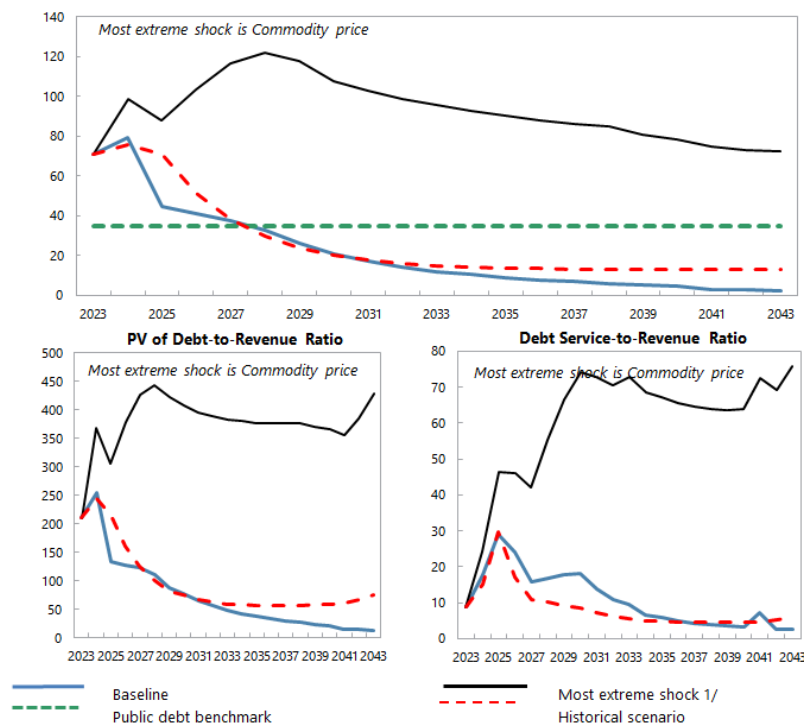 140
Most extreme shock is Commodity price
120
100
80
60
40
20
0
2023 2025 2027 2029 2031 2033 2035 2037 2039 2041 2043
PV of Debt-to-Revenue Ratio
500
Most extreme shock is Commodity price
450
400
350
300
250
200
150
100
50
0
2023 2025 2027 2029 2031 2033 2035 2037 2039 2041 2043
Debt Service-to-Revenue Ratio
80
Most extreme shock is Commodity price
70
60
50
40
30
20
10
0
2023 2025 2027 2029 2031 2033 2035 2037 2039 2041 2043
Baseline
Public debt benchmark
Most extreme shock 1/
Historical scenario